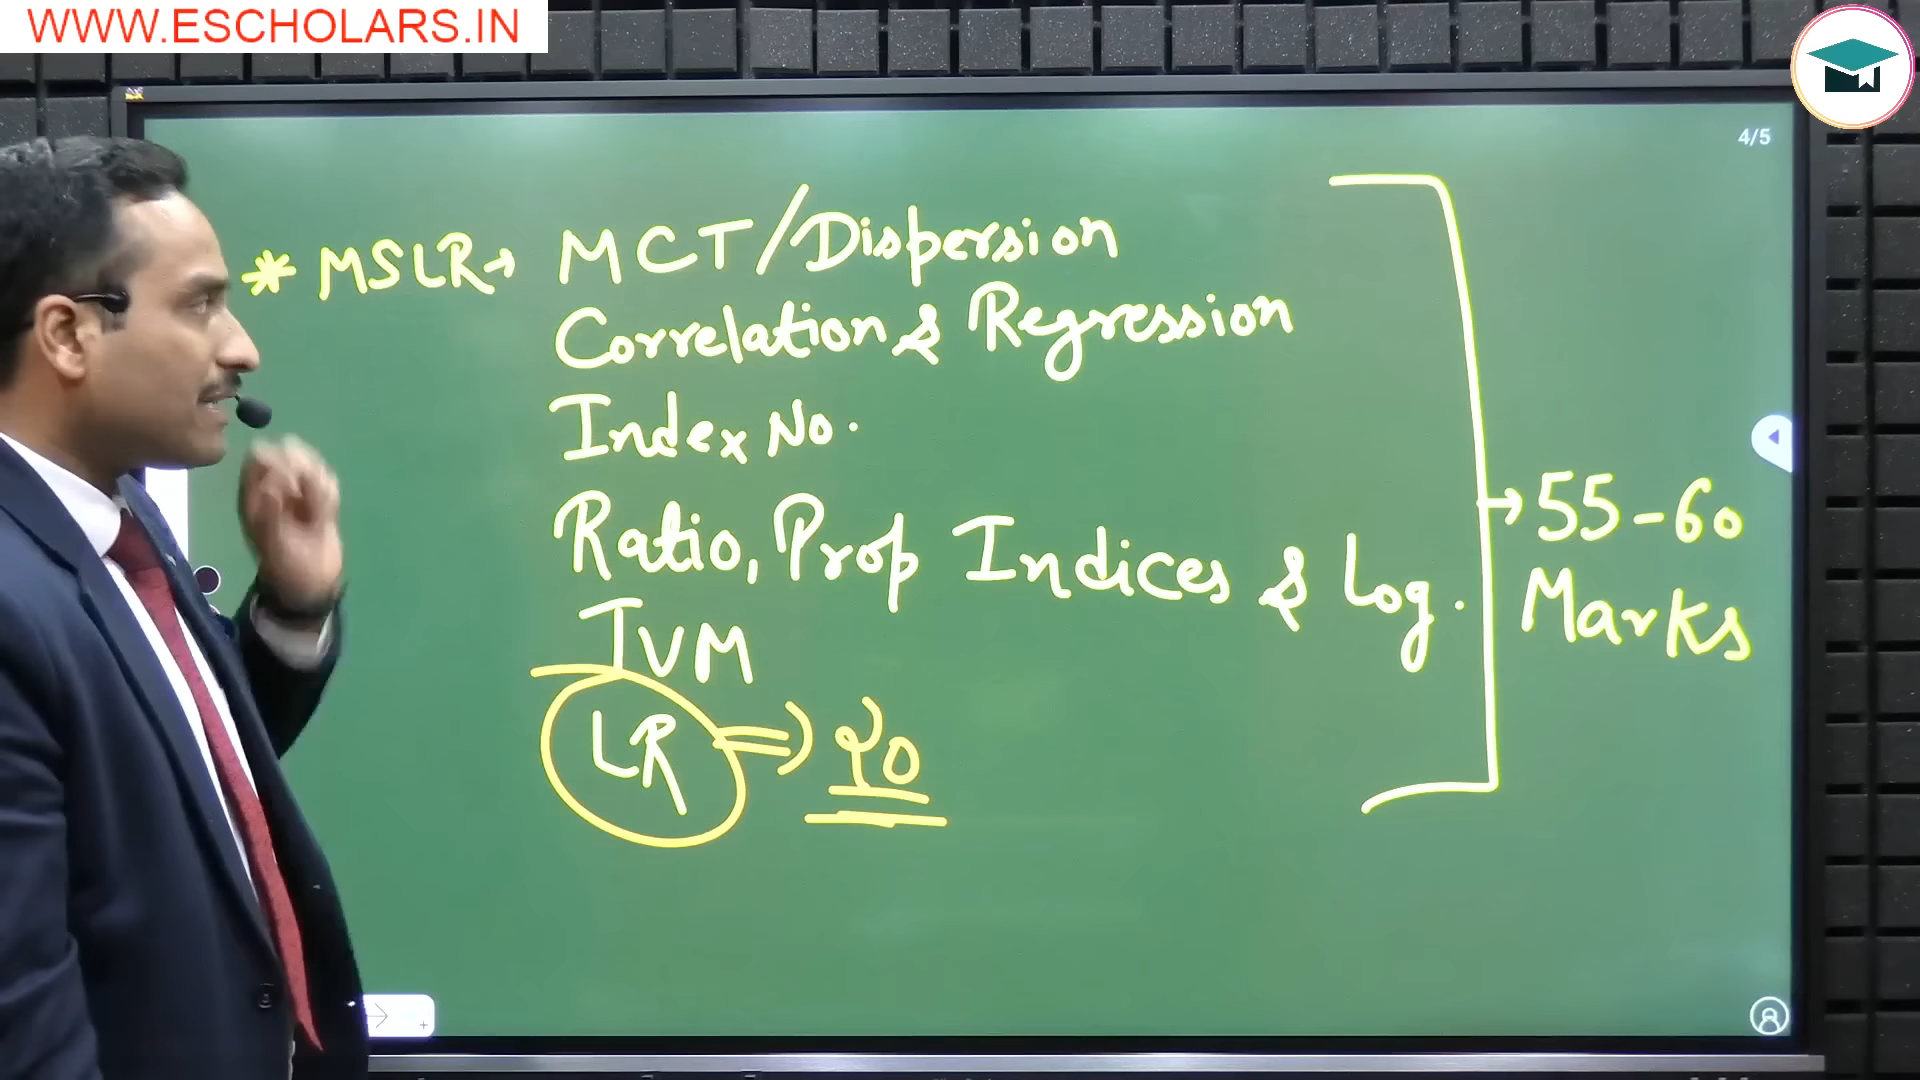 WWW.ESCHOLARS.IN
4/5
* MSLR → MCT/Dispersion
Correlation & Regression
Index No.
Ratio, Prop Indices & Log.
TVM
LR ⇒ 20
→ 55-60
Marks